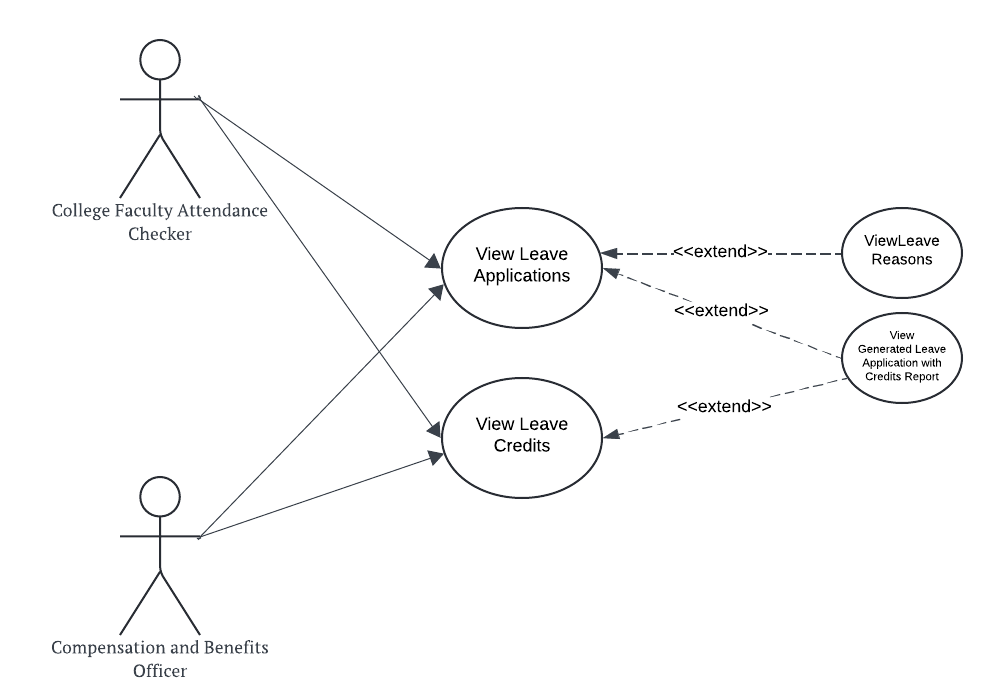 College Faculty Attendance
Checker
View Leave
Applications
<<extend>>
ViewLeave
Reasons
<<extend>>
View
Generated Leave
Application with
Credits Report
<<extend>>
View Leave
Credits
Compensation and Benefits
Officer